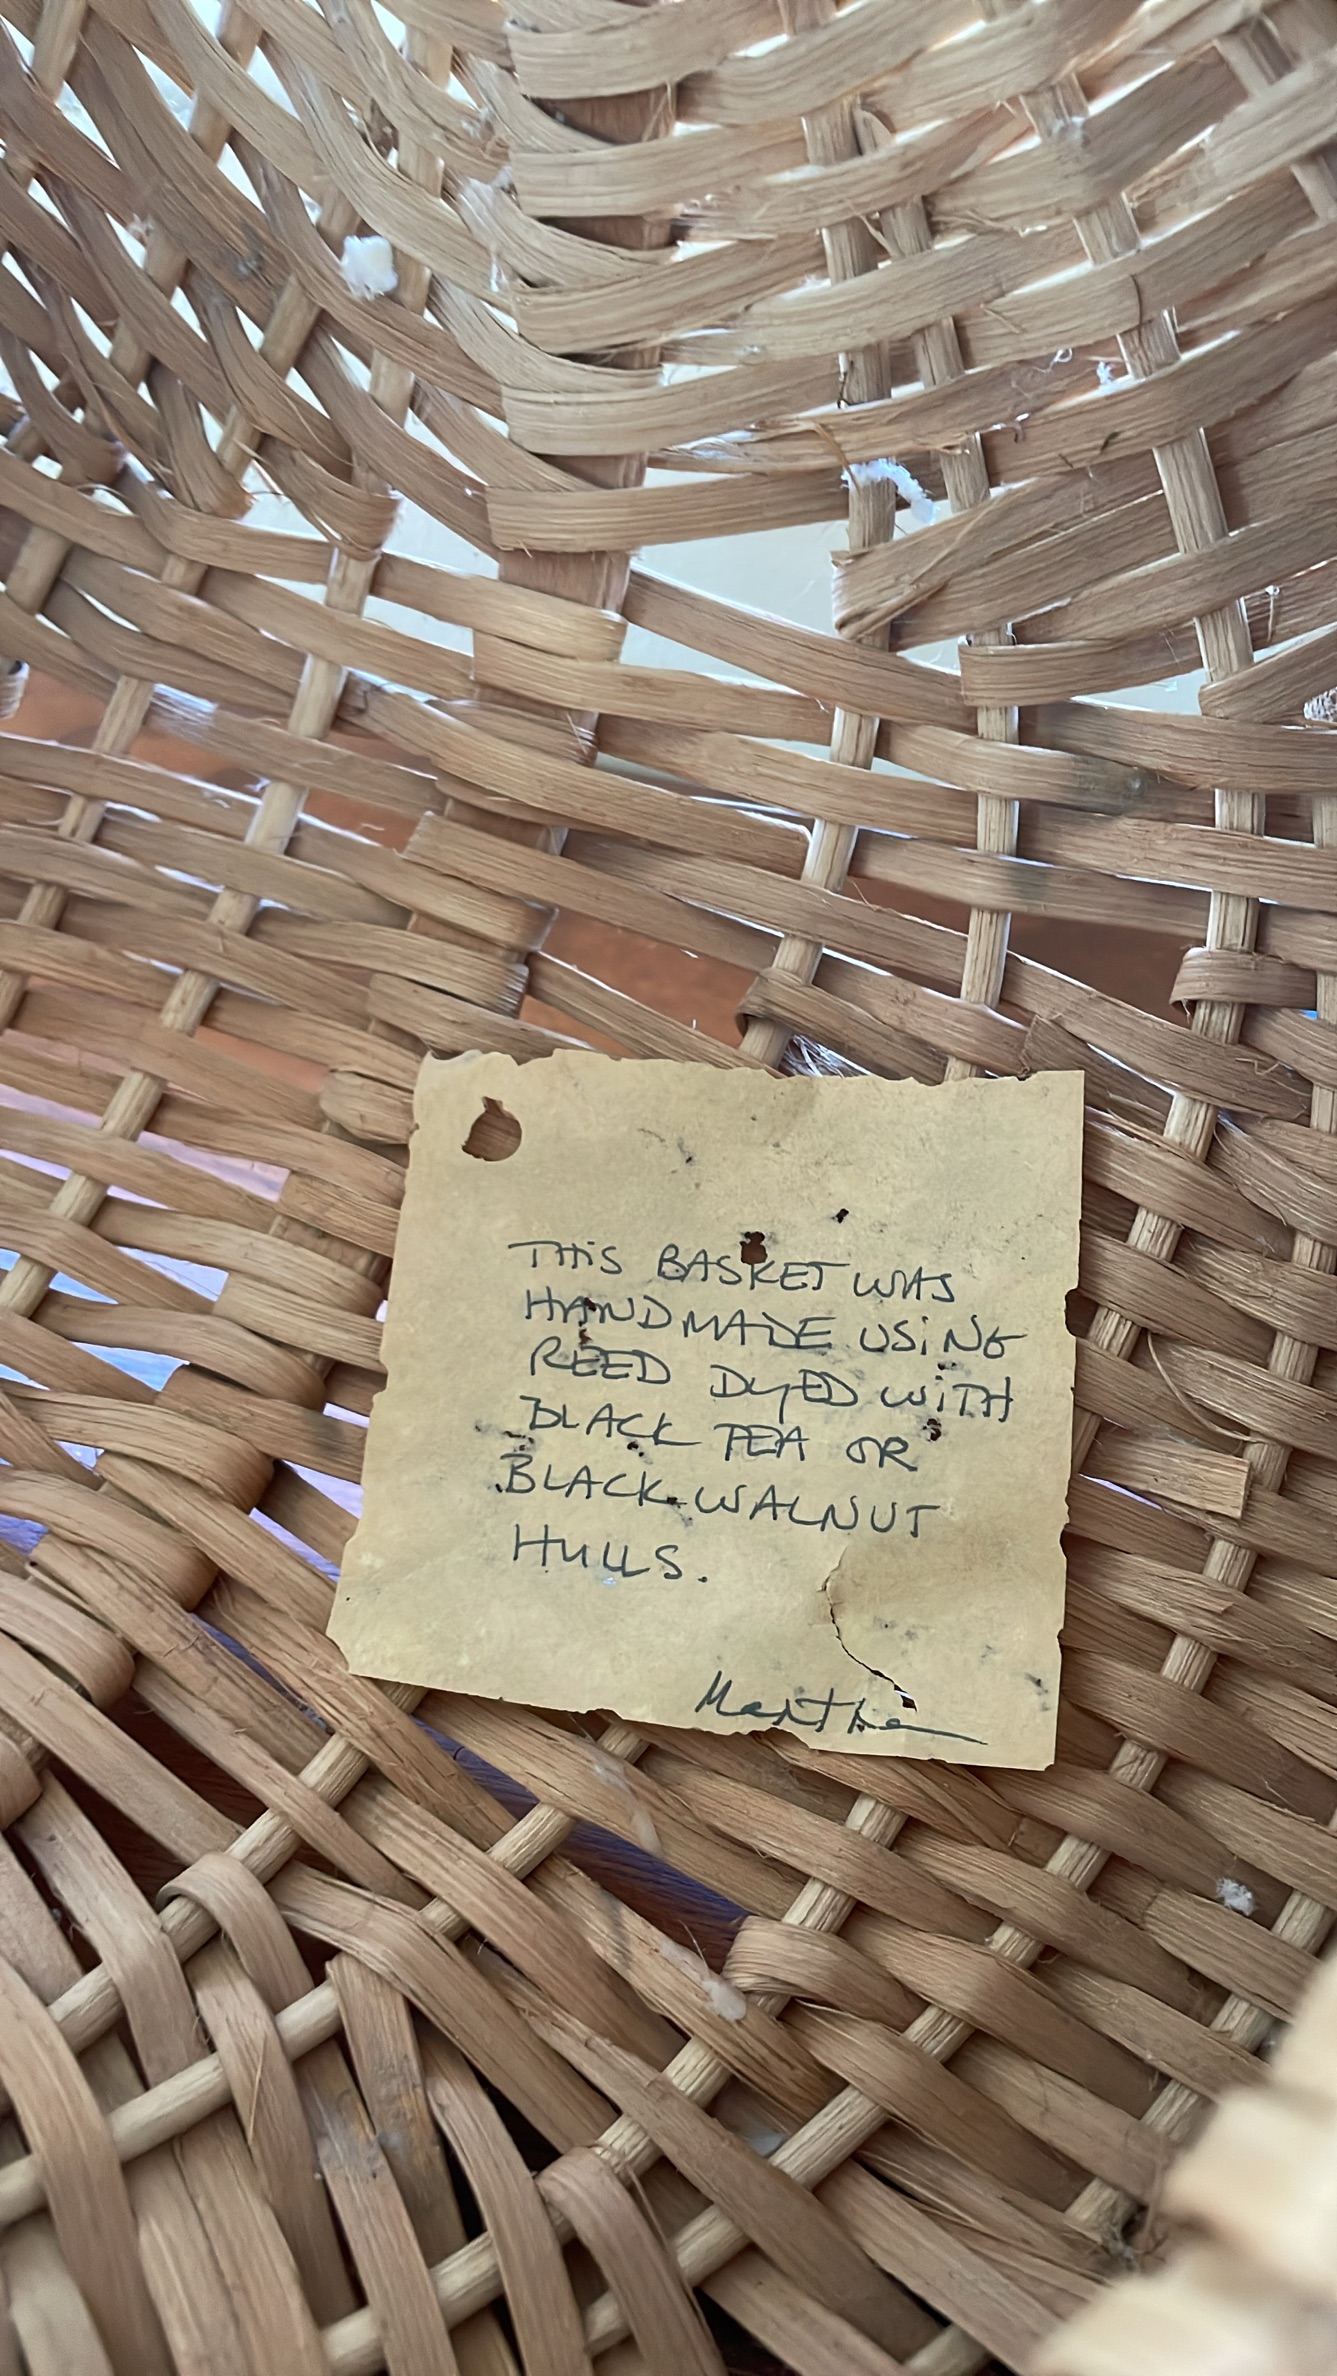 THiS BASKET WAS
HANDMADE USiNG
REED DyED WiTH
BLACK TEA OR
BLACK WALNUT
HULLS.
Martha